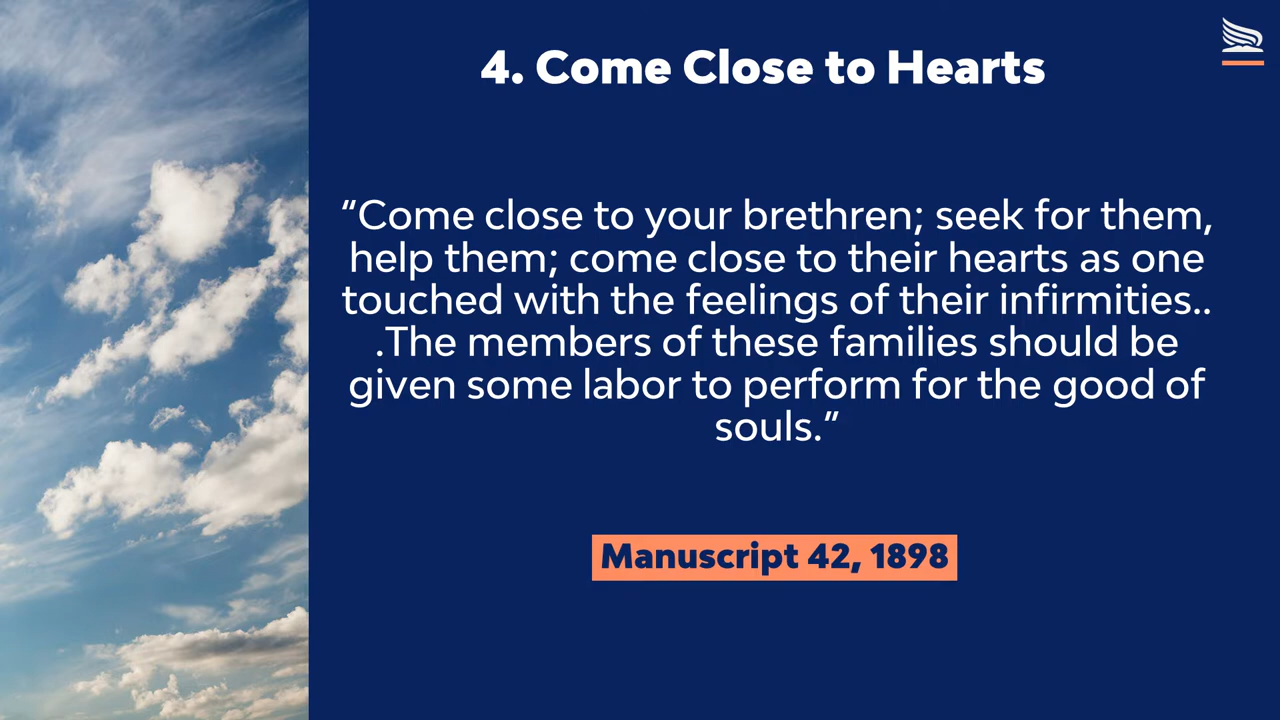 4. Come Close to Hearts
“Come close to your brethren; seek for them,
help them; come close to their hearts as one
touched with the feelings of their infirmities..
.The members of these families should be
given some labor to perform for the good of
souls.”
Manuscript 42, 1898